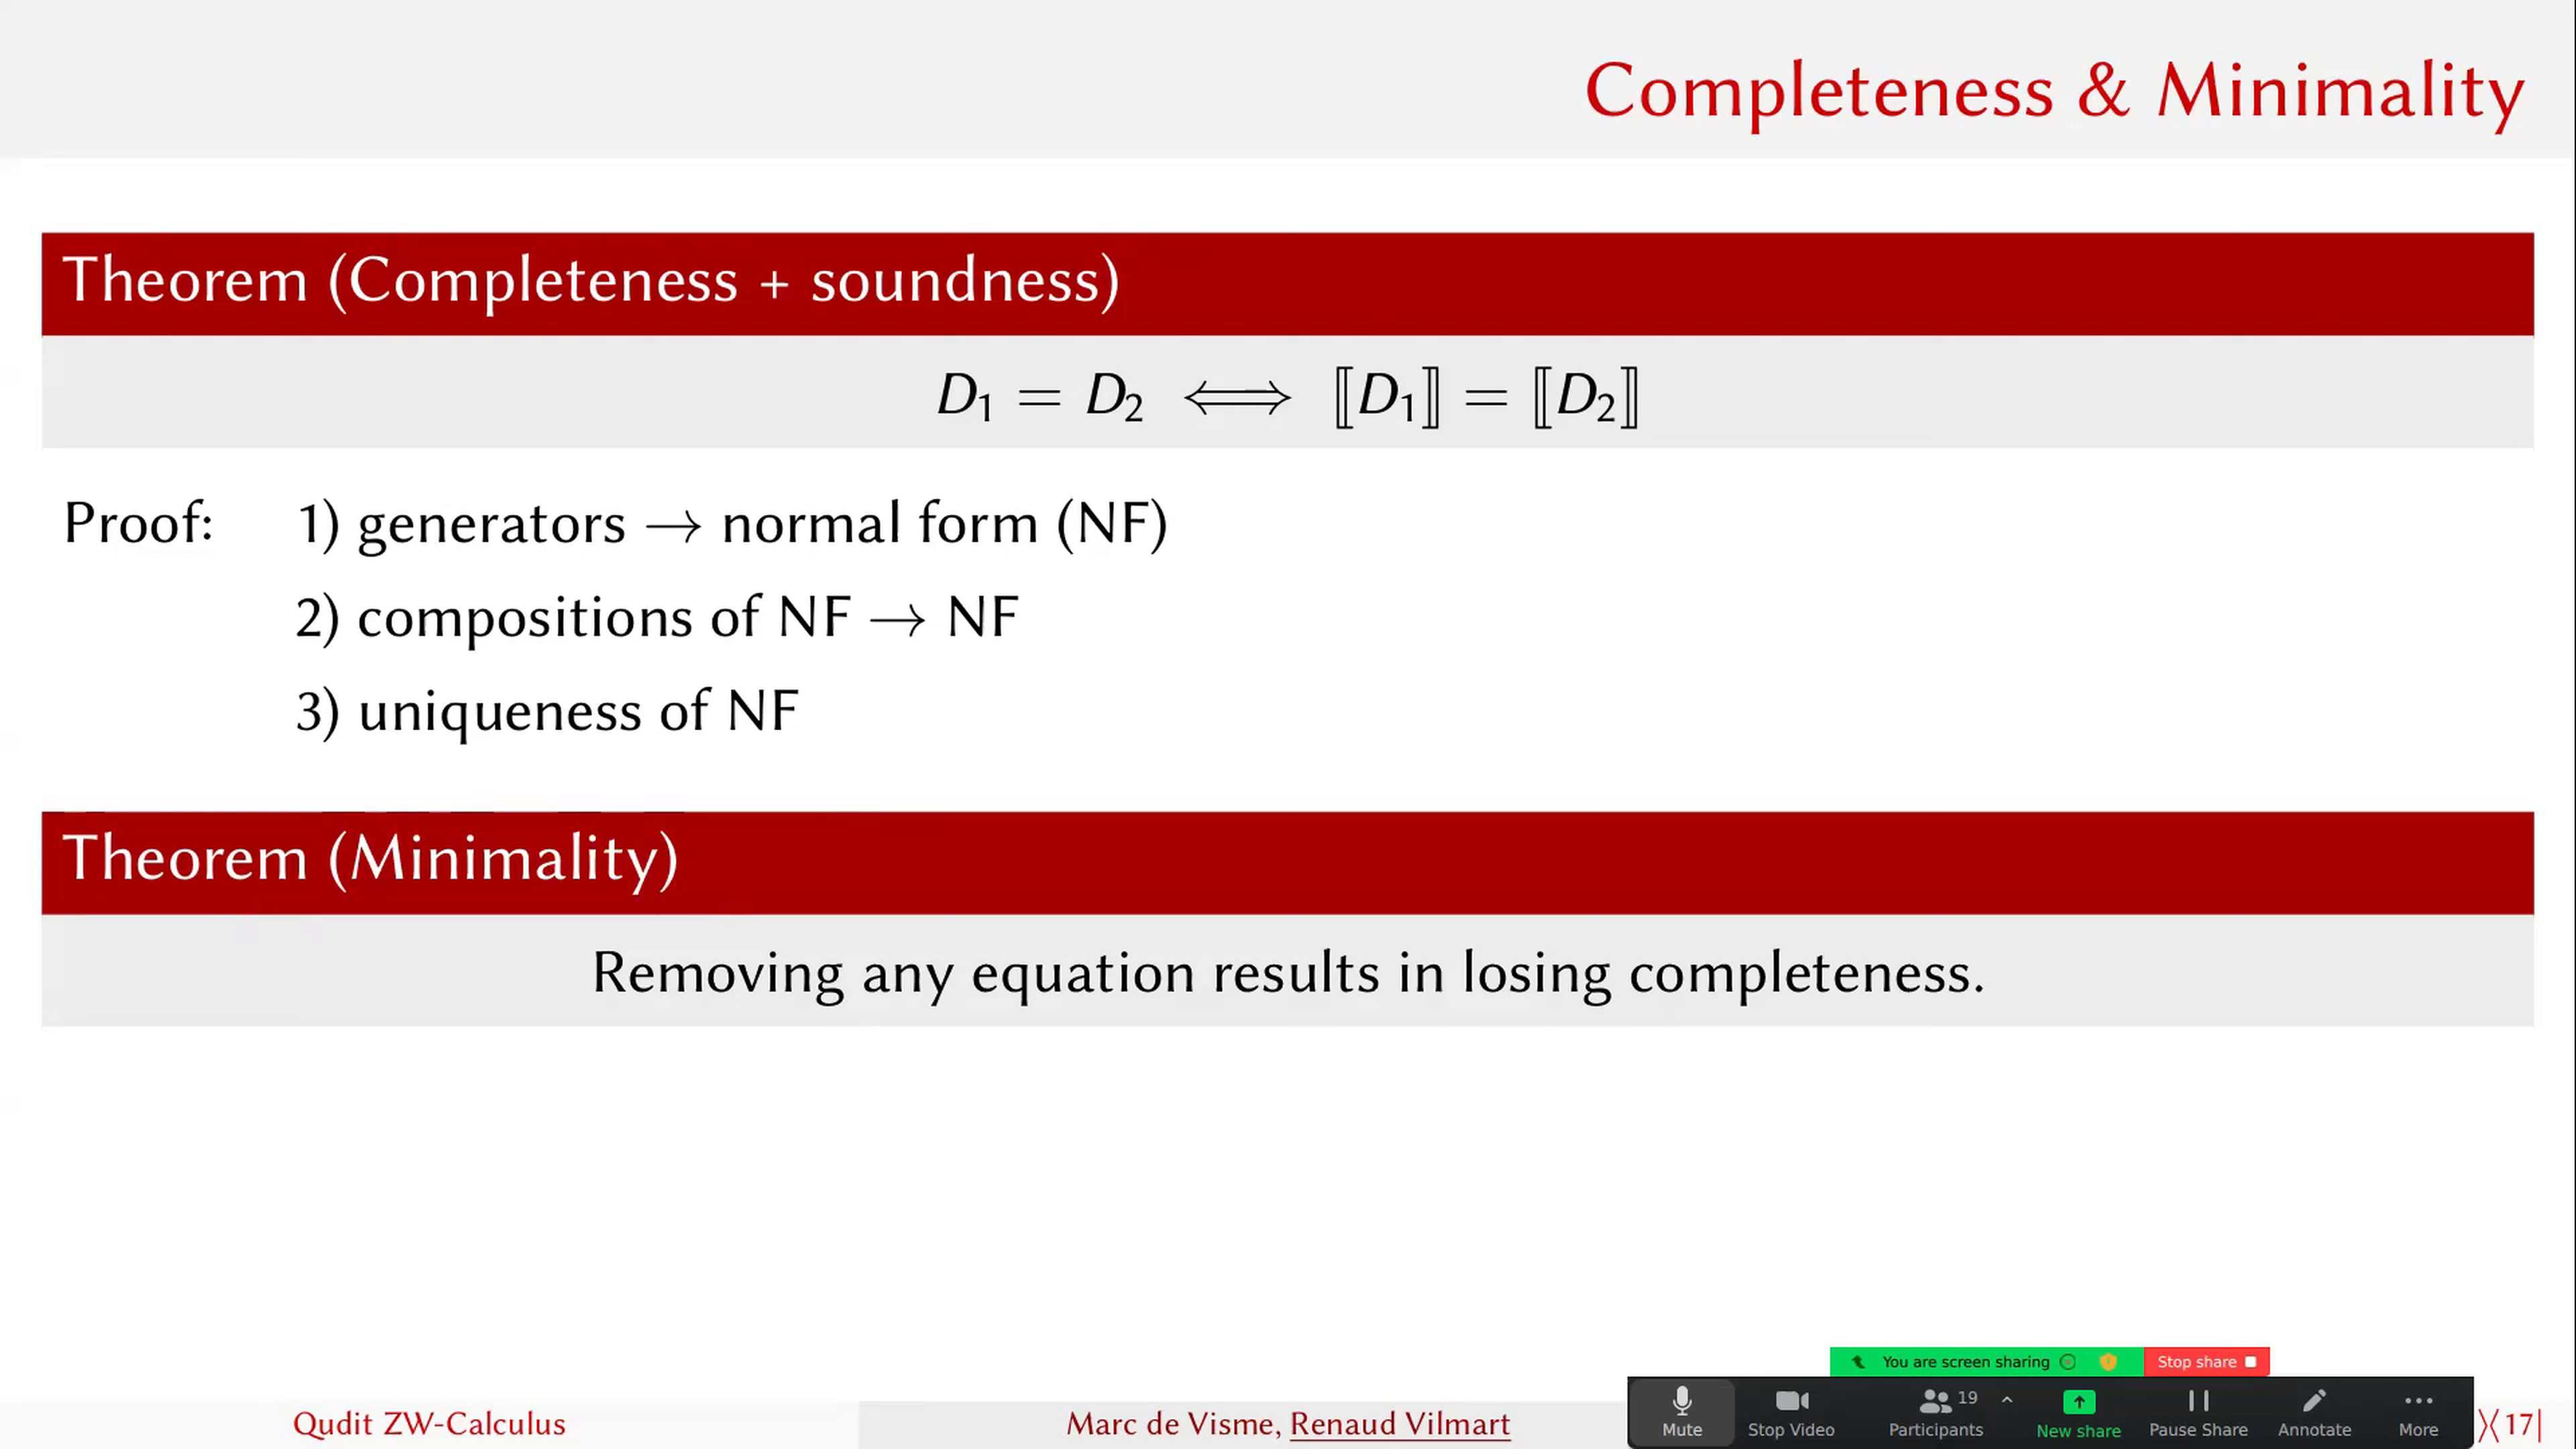 Completeness & Minimality
Theorem (Completeness + soundness)
D₁ = D₂ ⟺ ⟦D₁⟧ = ⟦D₂⟧
Proof: 1) generators → normal form (NF)
2) compositions of NF → NF
3) uniqueness of NF
Theorem (Minimality)
Removing any equation results in losing completeness.
You are screen sharing Stop share
Mute Stop Video Participants 19 New share Pause Share Annotate More
Qudit ZW-Calculus Marc de Visme, Renaud Vilmart ⟩⟨17|